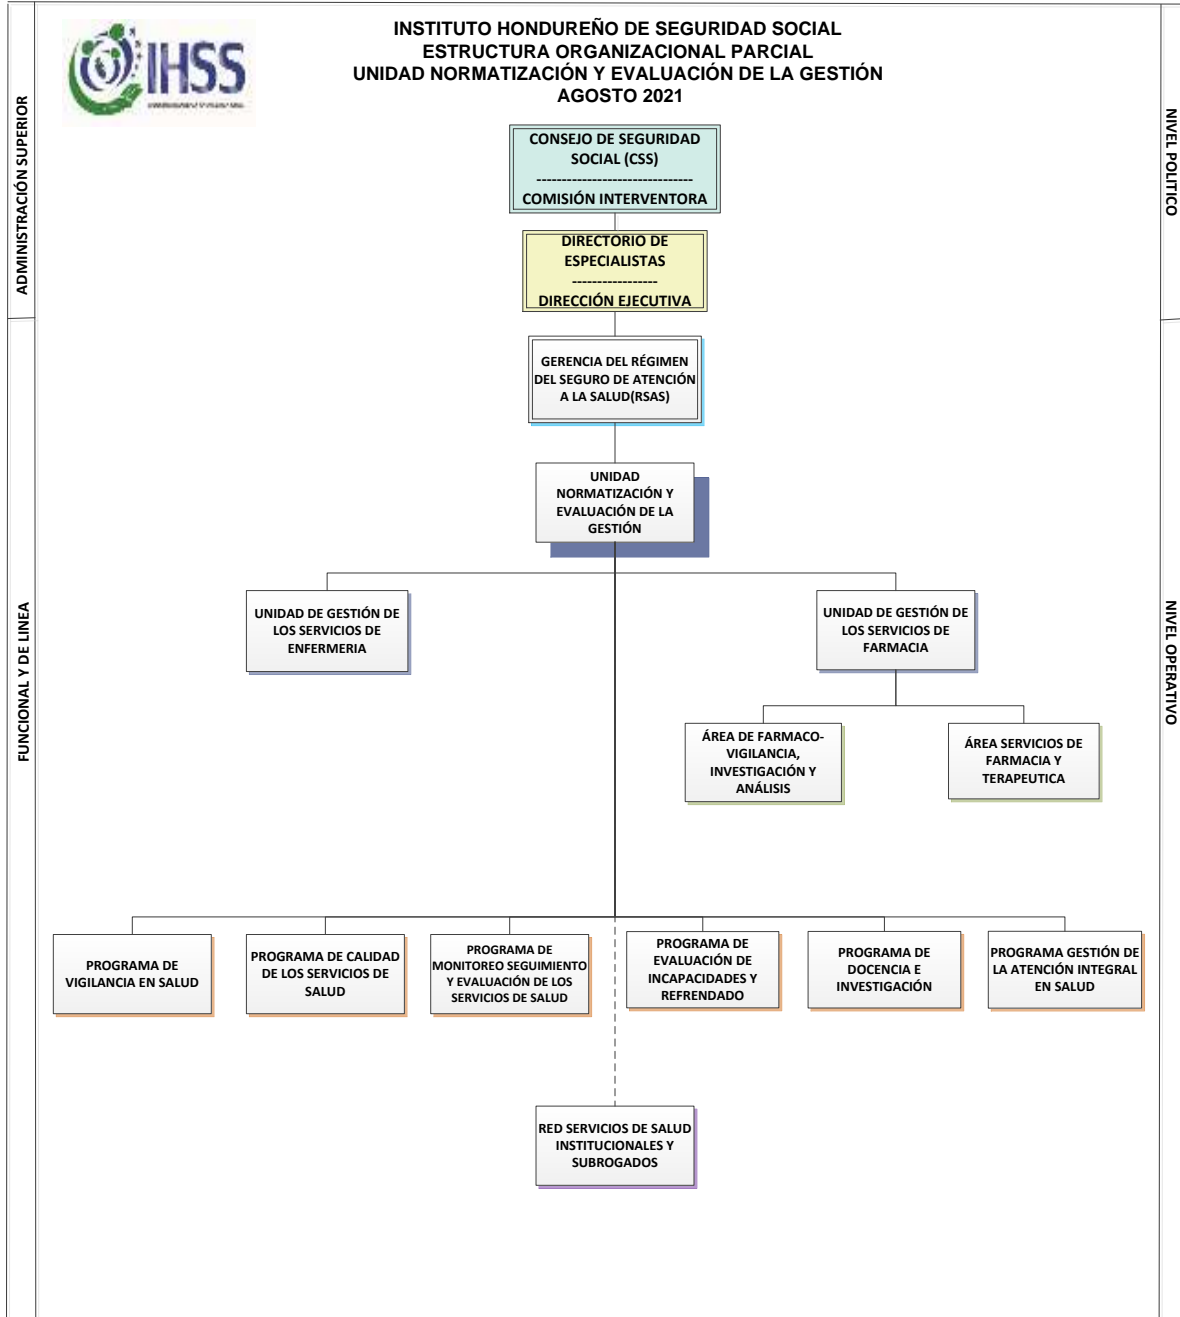 INSTITUTO HONDUREÑO DE SEGURIDAD SOCIAL
ESTRUCTURA ORGANIZACIONAL PARCIAL
UNIDAD NORMATIZACIÓN Y EVALUACIÓN DE LA GESTIÓN
AGOSTO 2021
IHSS
ADMINISTRACIÓN SUPERIOR
NIVEL POLITICO
CONSEJO DE SEGURIDAD
SOCIAL (CSS)
-------------------------------
COMISIÓN INTERVENTORA
DIRECTORIO DE
ESPECIALISTAS
-----------------
DIRECCIÓN EJECUTIVA
FUNCIONAL Y DE LINEA
NIVEL OPERATIVO
GERENCIA DEL RÉGIMEN
DEL SEGURO DE ATENCIÓN
A LA SALUD(RSAS)
UNIDAD
NORMATIZACIÓN Y
EVALUACIÓN DE LA
GESTIÓN
UNIDAD DE GESTIÓN DE
LOS SERVICIOS DE
ENFERMERIA
UNIDAD DE GESTIÓN DE
LOS SERVICIOS DE
FARMACIA
ÁREA DE FARMACO-
VIGILANCIA,
INVESTIGACIÓN Y
ANÁLISIS
ÁREA SERVICIOS DE
FARMACIA Y
TERAPEUTICA
PROGRAMA DE
VIGILANCIA EN SALUD
PROGRAMA DE CALIDAD
DE LOS SERVICIOS DE
SALUD
PROGRAMA DE
MONITOREO SEGUIMIENTO
Y EVALUACIÓN DE LOS
SERVICIOS DE SALUD
PROGRAMA DE
EVALUACIÓN DE
INCAPACIDADES Y
REFRENDADO
PROGRAMA DE
DOCENCIA E
INVESTIGACIÓN
PROGRAMA GESTIÓN DE
LA ATENCIÓN INTEGRAL
EN SALUD
RED SERVICIOS DE SALUD
INSTITUCIONALES Y
SUBROGADOS